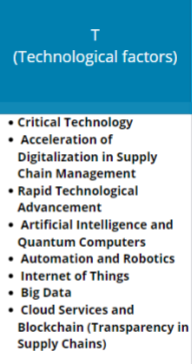 T
(Technological factors)
• Critical Technology
• Acceleration of
Digitalization in Supply
Chain Management
• Rapid Technological
Advancement
• Artificial Intelligence and
Quantum Computers
• Automation and Robotics
• Internet of Things
• Big Data
• Cloud Services and
Blockchain (Transparency in
Supply Chains)